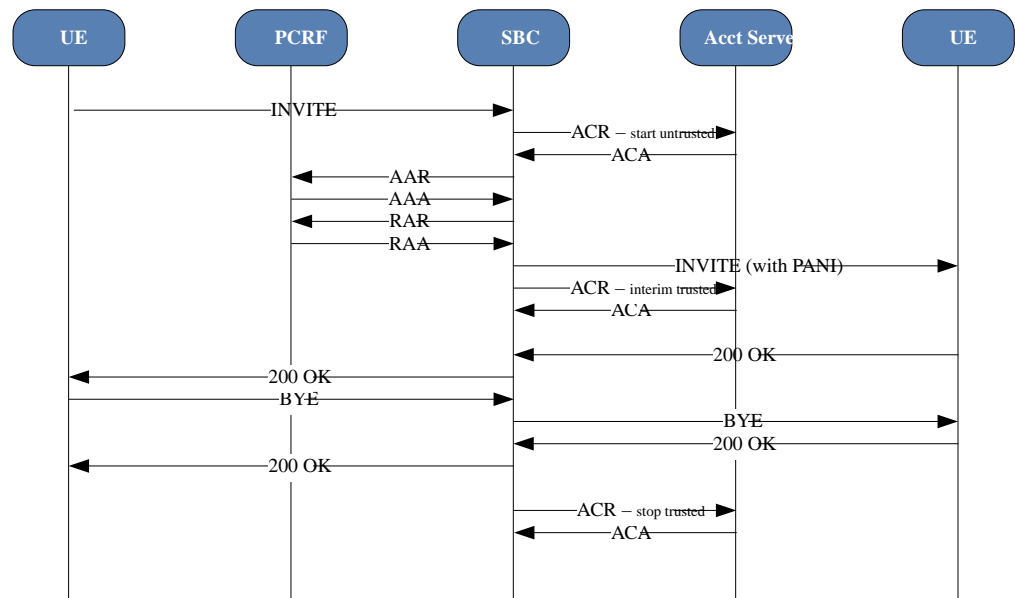 UE PCRF SBC Acct Serve UE
INVITE
ACR – start untrusted
ACA
AAR
AAA
RAR
RAA
INVITE (with PANI)
ACR – interim trusted
ACA
200 OK
200 OK
BYE
BYE
200 OK
200 OK
ACR – stop trusted
ACA